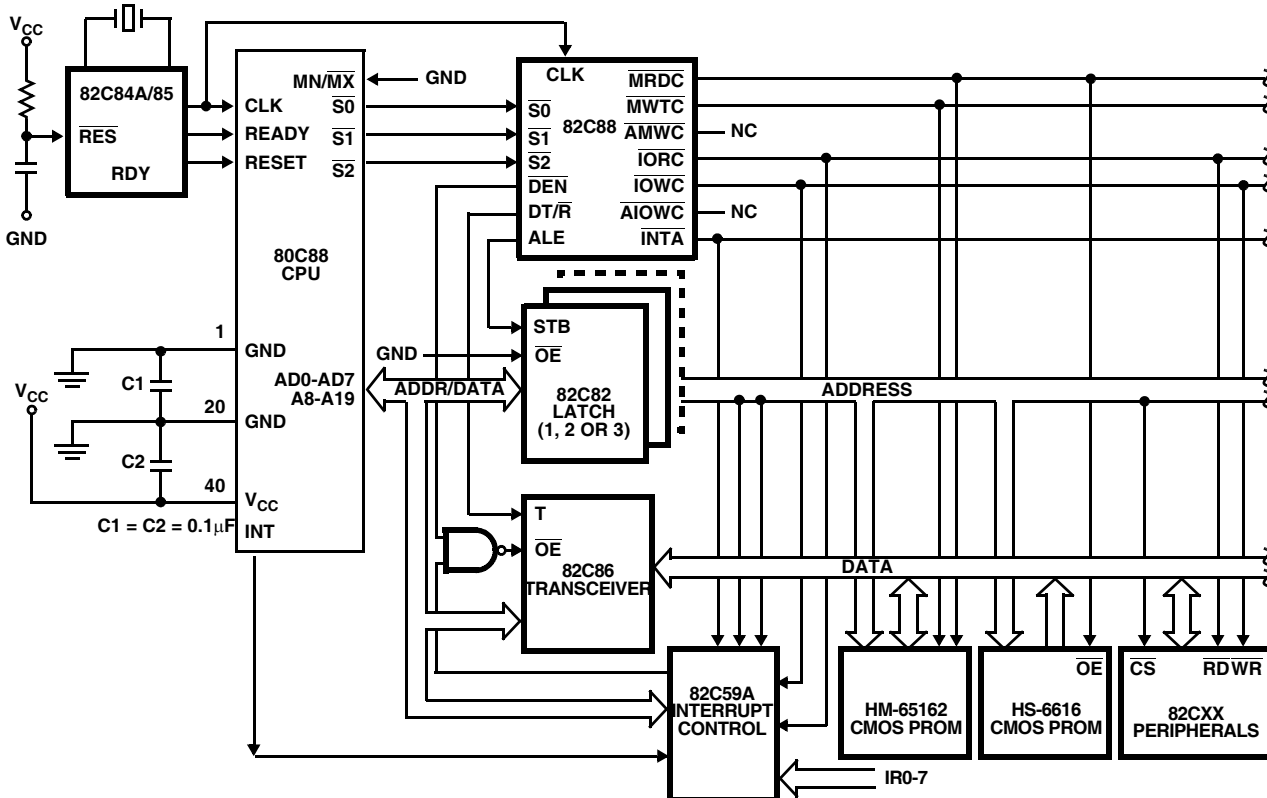 VCC
82C84A/85
RES
RDY
GND
MN/MX
GND
CLK
S0
READY
S1
RESET
S2
80C88
CPU
1
GND
C1
AD0-AD7
A8-A19
VCC
20
GND
C2
40
VCC
C1 = C2 = 0.1μF
INT
CLK
MRDC
S0
MWTC
82C88
S1
AMWC
NC
S2
IORC
DEN
IOWC
DT/R
AIOWC
NC
ALE
INTA
STB
GND
OE
ADDR/DATA
82C82
LATCH
(1, 2 OR 3)
ADDRESS
T
OE
82C86
TRANSCEIVER
DATA
82C59A
INTERRUPT
CONTROL
IR0-7
HM-65162
CMOS PROM
OE
HS-6616
CMOS PROM
CS
RD WR
82CXX
PERIPHERALS